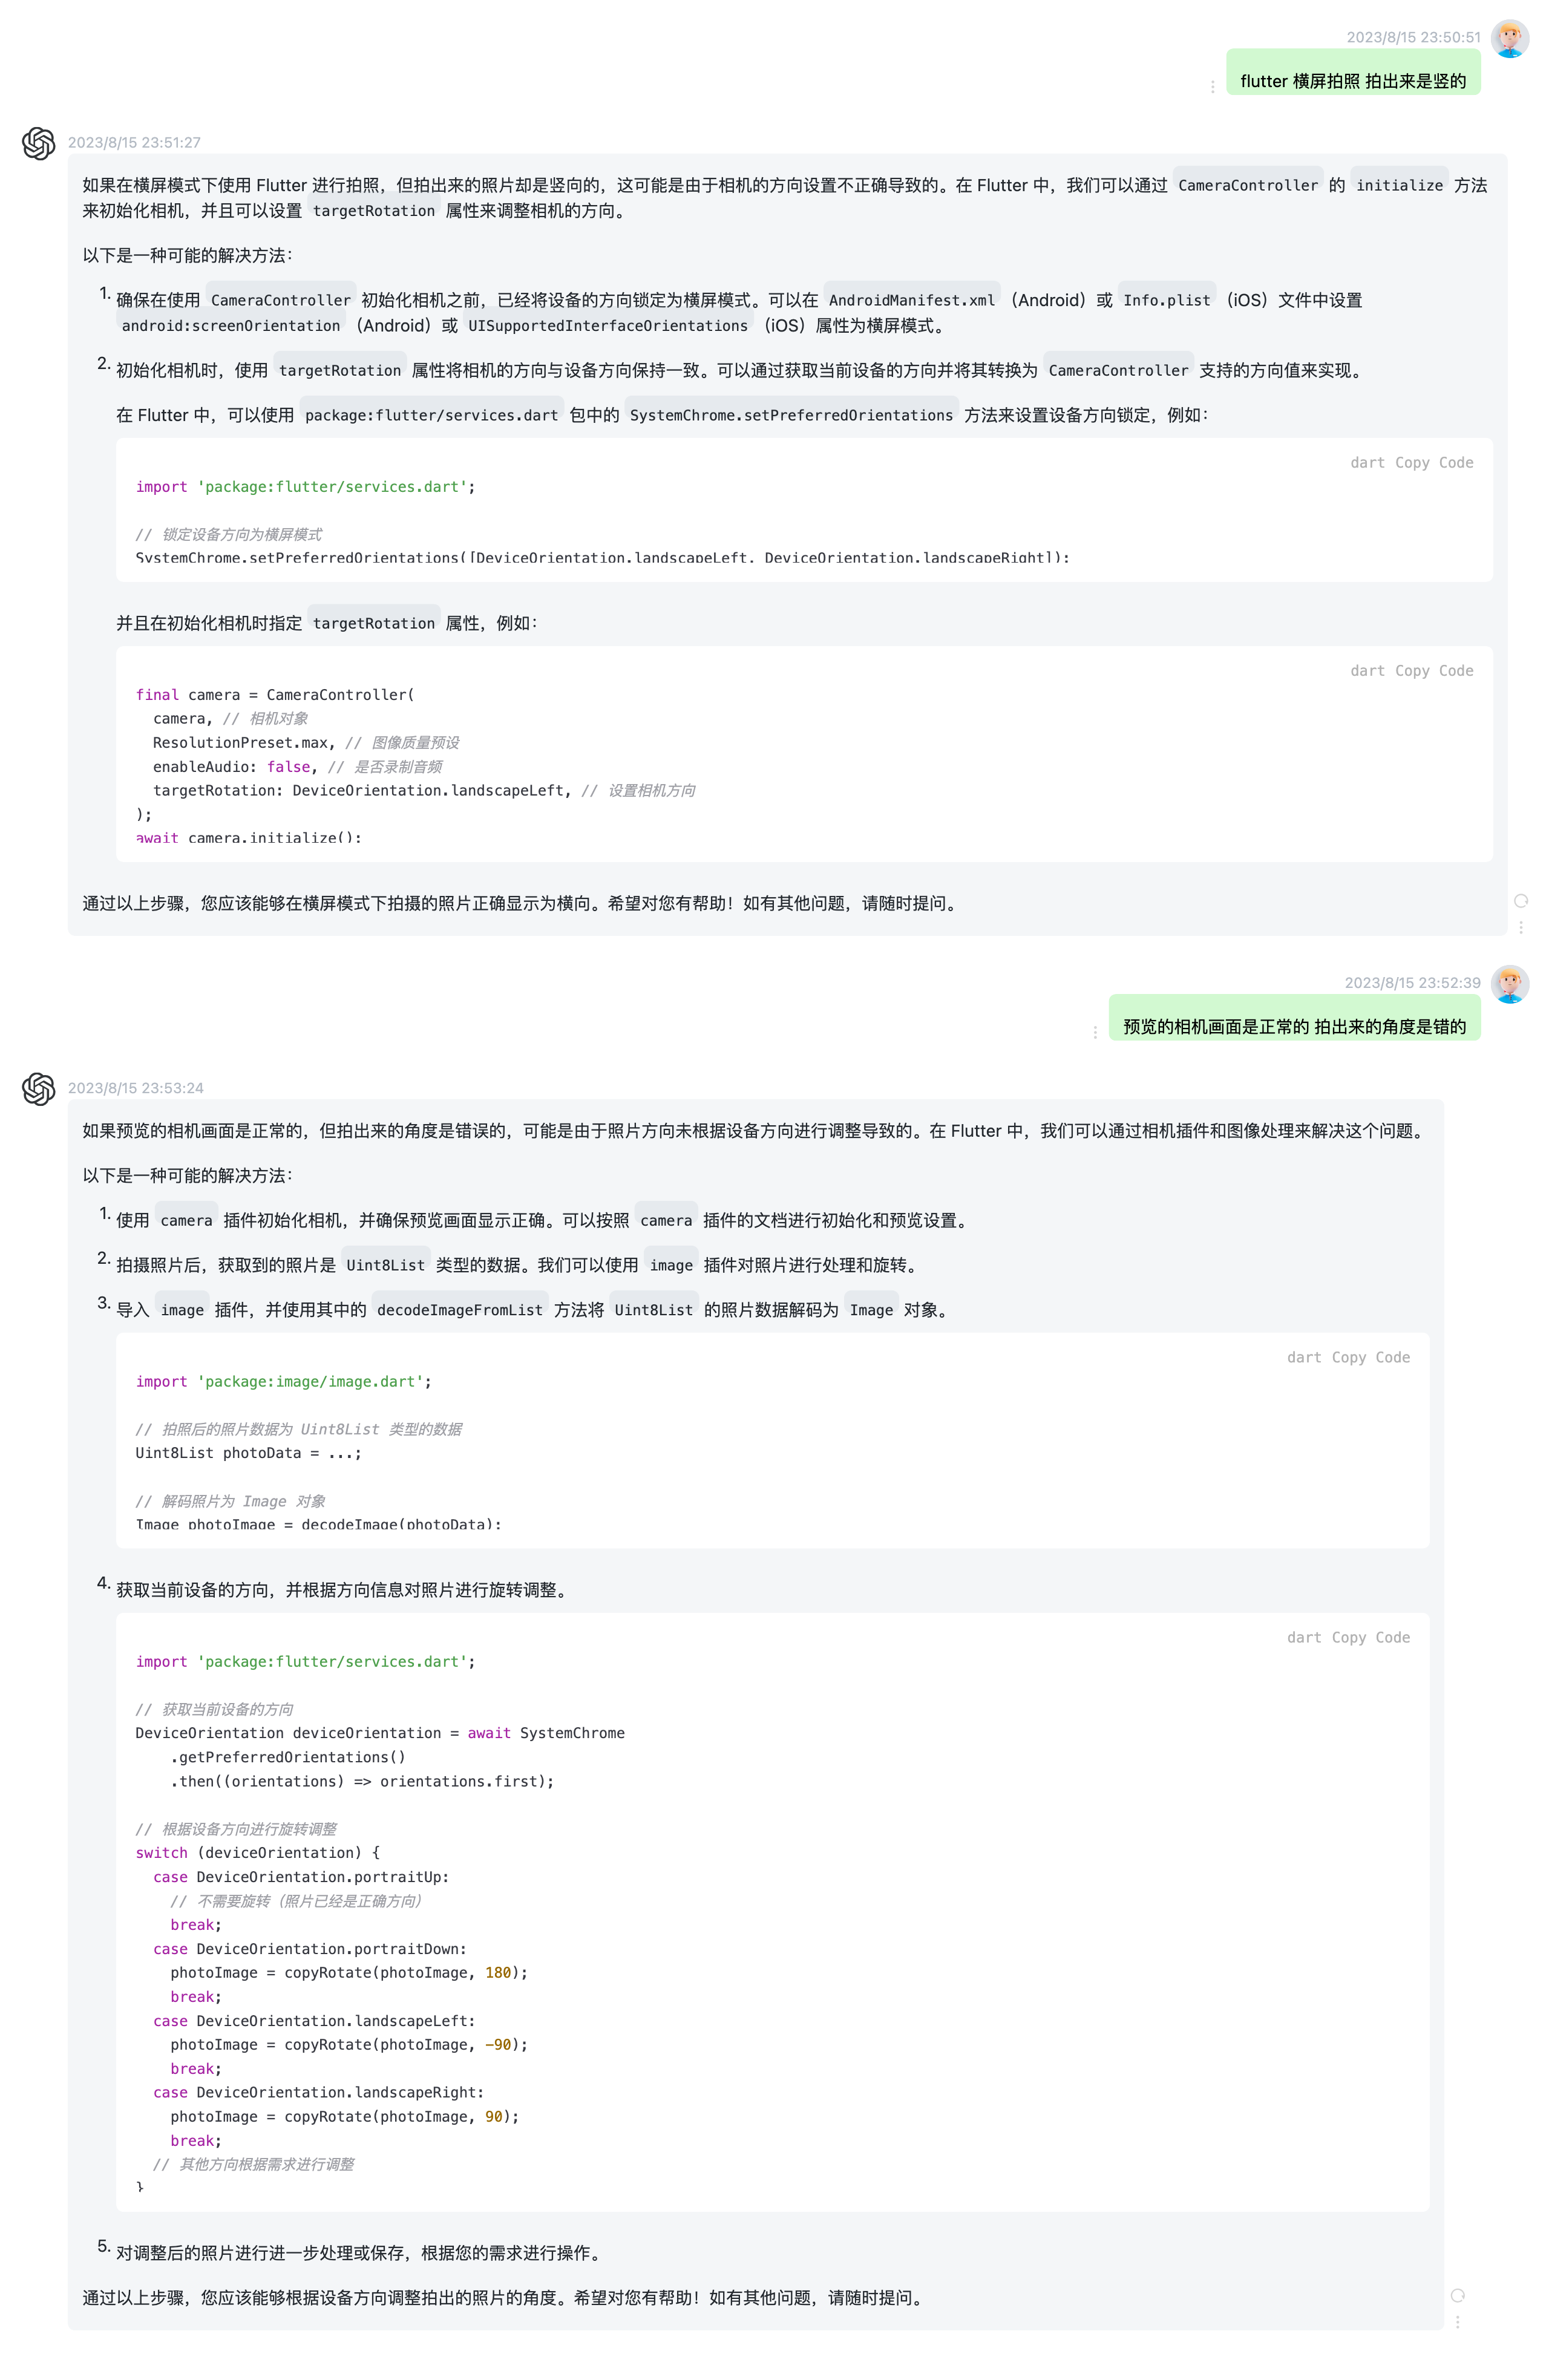 2023/8/15 23:50:51
flutter 横屏拍照 拍出来是竖的
2023/8/15 23:51:27
如果在横屏模式下使用 Flutter 进行拍照，但拍出来的照片却是竖向的，这可能是由于相机的方向设置不正确导致的。在 Flutter 中，我们可以通过 CameraController 的 initialize 方法
来初始化相机，并且可以设置 targetRotation 属性来调整相机的方向。
以下是一种可能的解决方法：
1. 确保在使用 CameraController 初始化相机之前，已经将设备的方向锁定为横屏模式。可以在 AndroidManifest.xml （Android）或 Info.plist （iOS）文件中设置
android:screenOrientation （Android）或 UISupportedInterfaceOrientations （iOS）属性为横屏模式。
2. 初始化相机时，使用 targetRotation 属性将相机的方向与设备方向保持一致。可以通过获取当前设备的方向并将其转换为 CameraController 支持的方向值来实现。
在 Flutter 中，可以使用 package:flutter/services.dart 包中的 SystemChrome.setPreferredOrientations 方法来设置设备方向锁定，例如：
dart Copy Code
import 'package:flutter/services.dart';
// 锁定设备方向为横屏模式
SystemChrome.setPreferredOrientations([DeviceOrientation.landscapeLeft, DeviceOrientation.landscapeRight]);
并且在初始化相机时指定 targetRotation 属性，例如：
dart Copy Code
final camera = CameraController(
camera, // 相机对象
ResolutionPreset.max, // 图像质量预设
enableAudio: false, // 是否录制音频
targetRotation: DeviceOrientation.landscapeLeft, // 设置相机方向
);
await camera.initialize();
通过以上步骤，您应该能够在横屏模式下拍摄的照片正确显示为横向。希望对您有帮助！如有其他问题，请随时提问。
2023/8/15 23:52:39
预览的相机画面是正常的 拍出来的角度是错的
2023/8/15 23:53:24
如果预览的相机画面是正常的，但拍出来的角度是错误的，可能是由于照片方向未根据设备方向进行调整导致的。在 Flutter 中，我们可以通过相机插件和图像处理来解决这个问题。
以下是一种可能的解决方法：
1. 使用 camera 插件初始化相机，并确保预览画面显示正确。可以按照 camera 插件的文档进行初始化和预览设置。
2. 拍摄照片后，获取到的照片是 Uint8List 类型的数据。我们可以使用 image 插件对照片进行处理和旋转。
3. 导入 image 插件，并使用其中的 decodeImageFromList 方法将 Uint8List 的照片数据解码为 Image 对象。
dart Copy Code
import 'package:image/image.dart';
// 拍照后的照片数据为 Uint8List 类型的数据
Uint8List photoData = ...;
// 解码照片为 Image 对象
Image photoImage = decodeImage(photoData);
4. 获取当前设备的方向，并根据方向信息对照片进行旋转调整。
dart Copy Code
import 'package:flutter/services.dart';
// 获取当前设备的方向
DeviceOrientation deviceOrientation = await SystemChrome
.getPreferredOrientations()
.then((orientations) => orientations.first);
// 根据设备方向进行旋转调整
switch (deviceOrientation) {
case DeviceOrientation.portraitUp:
// 不需要旋转（照片已经是正确方向）
break;
case DeviceOrientation.portraitDown:
photoImage = copyRotate(photoImage, 180);
break;
case DeviceOrientation.landscapeLeft:
photoImage = copyRotate(photoImage, -90);
break;
case DeviceOrientation.landscapeRight:
photoImage = copyRotate(photoImage, 90);
break;
// 其他方向根据需求进行调整
}
5. 对调整后的照片进行进一步处理或保存，根据您的需求进行操作。
通过以上步骤，您应该能够根据设备方向调整拍出的照片的角度。希望对您有帮助！如有其他问题，请随时提问。